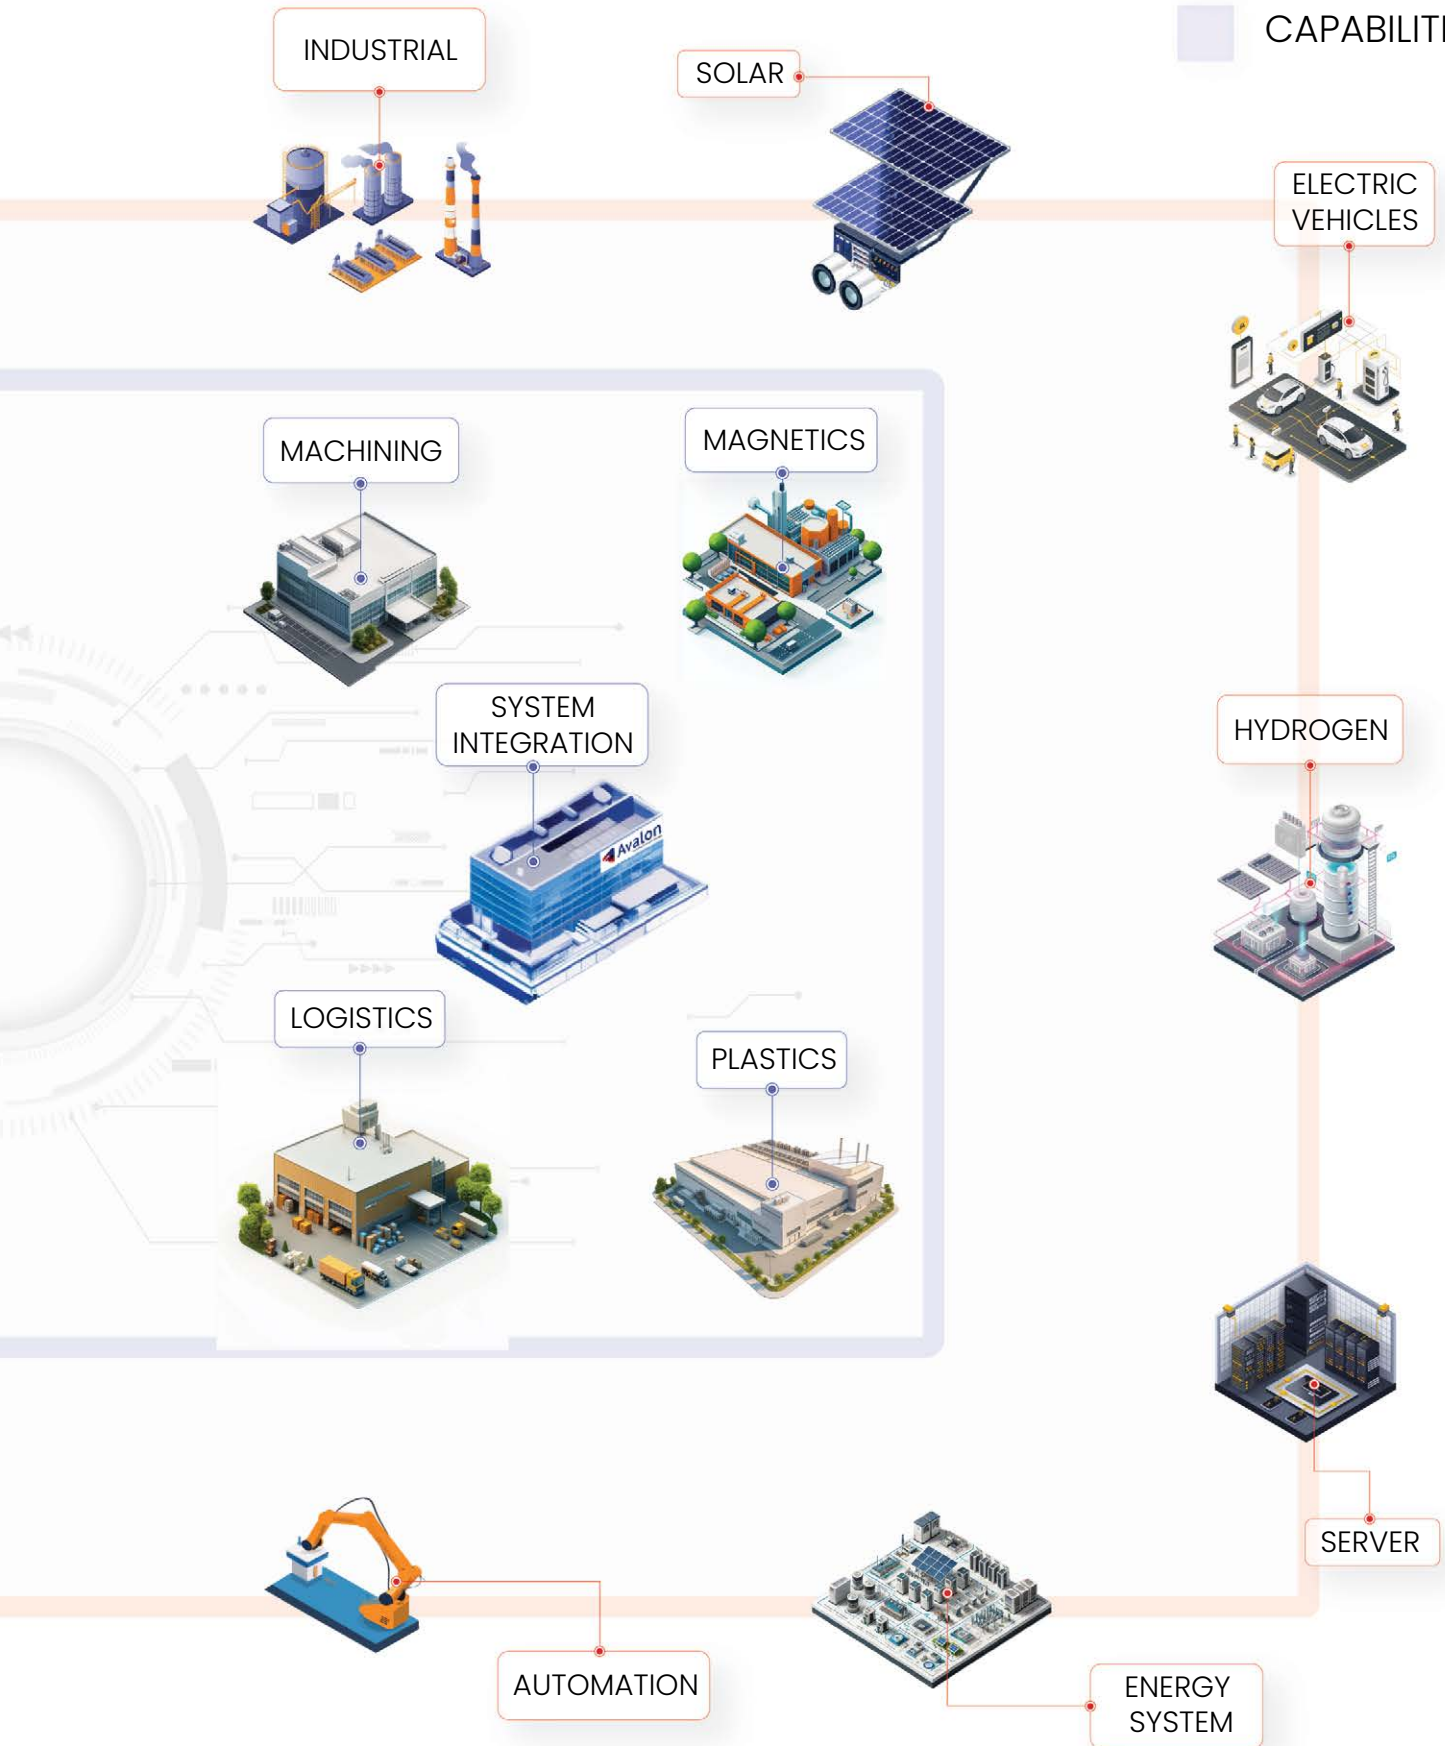 INDUSTRIAL
SOLAR
CAPABILITI
ELECTRIC
VEHICLES
MACHINING
MAGNETICS
SYSTEM
INTEGRATION
HYDROGEN
Avalon
LOGISTICS
PLASTICS
SERVER
AUTOMATION
ENERGY
SYSTEM